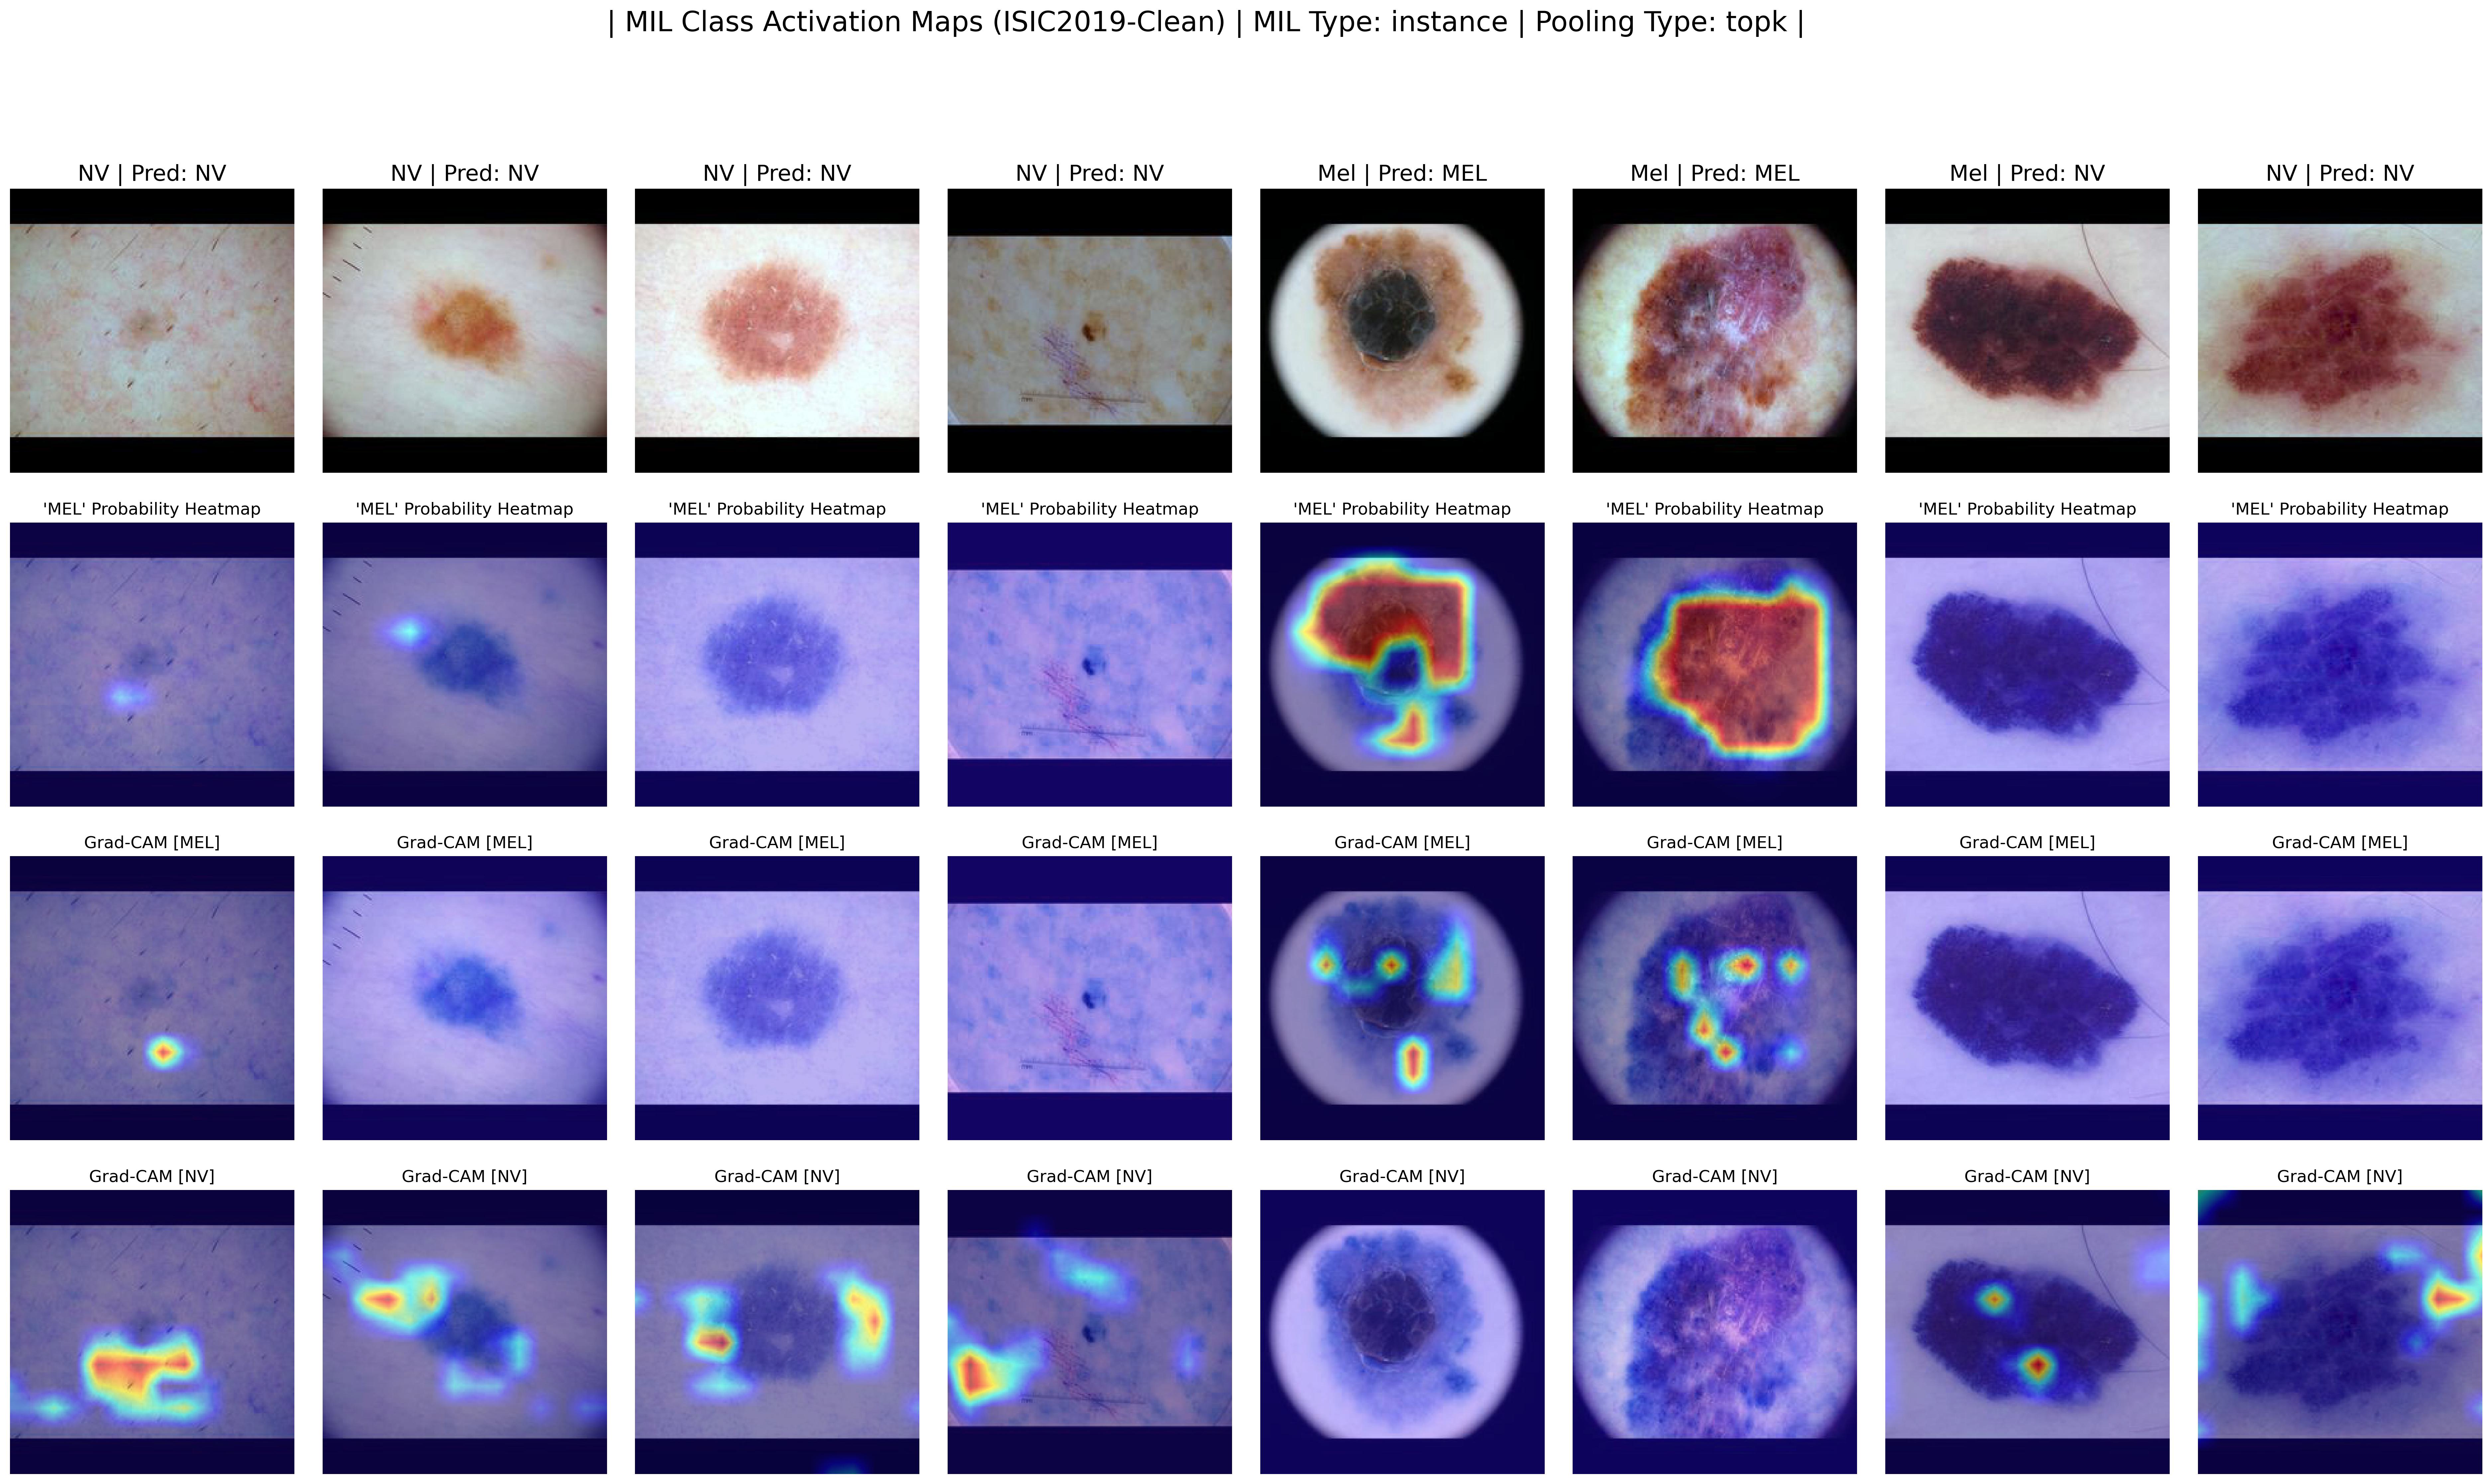 | MIL Class Activation Maps (ISIC2019-Clean) | MIL Type: instance | Pooling Type: topk |
NV | Pred: NV
NV | Pred: NV
NV | Pred: NV
NV | Pred: NV
Mel | Pred: MEL
Mel | Pred: MEL
Mel | Pred: NV
NV | Pred: NV
'MEL' Probability Heatmap
'MEL' Probability Heatmap
'MEL' Probability Heatmap
'MEL' Probability Heatmap
'MEL' Probability Heatmap
'MEL' Probability Heatmap
'MEL' Probability Heatmap
'MEL' Probability Heatmap
Grad-CAM [MEL]
Grad-CAM [MEL]
Grad-CAM [MEL]
Grad-CAM [MEL]
Grad-CAM [MEL]
Grad-CAM [MEL]
Grad-CAM [MEL]
Grad-CAM [MEL]
Grad-CAM [NV]
Grad-CAM [NV]
Grad-CAM [NV]
Grad-CAM [NV]
Grad-CAM [NV]
Grad-CAM [NV]
Grad-CAM [NV]
Grad-CAM [NV]